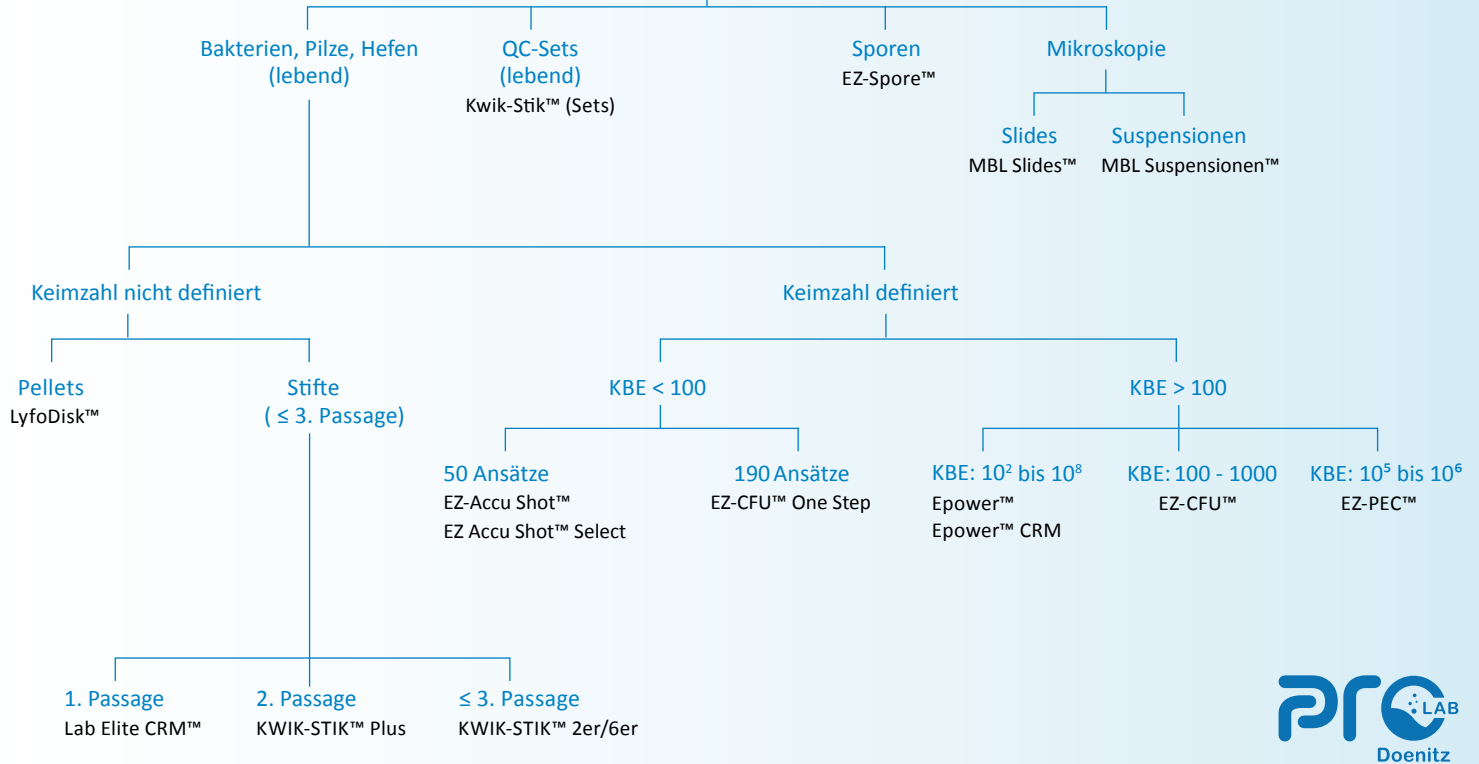 Bakterien, Pilze, Hefen
(lebend)
QC-Sets
(lebend)
Kwik-Stik™ (Sets)
Sporen
EZ-Spore™
Mikroskopie
Slides
MBL Slides™
Suspensionen
MBL Suspensionen™
Keimzahl nicht definiert
Keimzahl definiert
Pellets
LyfoDisk™
Stifte
( ≤ 3. Passage)
KBE < 100
KBE > 100
50 Ansätze
EZ-Accu Shot™
EZ Accu Shot™ Select
190 Ansätze
EZ-CFU™ One Step
KBE: 10² bis 10⁸
Epower™
Epower™ CRM
KBE: 100 - 1000
EZ-CFU™
KBE: 10⁵ bis 10⁶
EZ-PEC™
1. Passage
Lab Elite CRM™
2. Passage
KWIK-STIK™ Plus
≤ 3. Passage
KWIK-STIK™ 2er/6er
pro
LAB
Doenitz